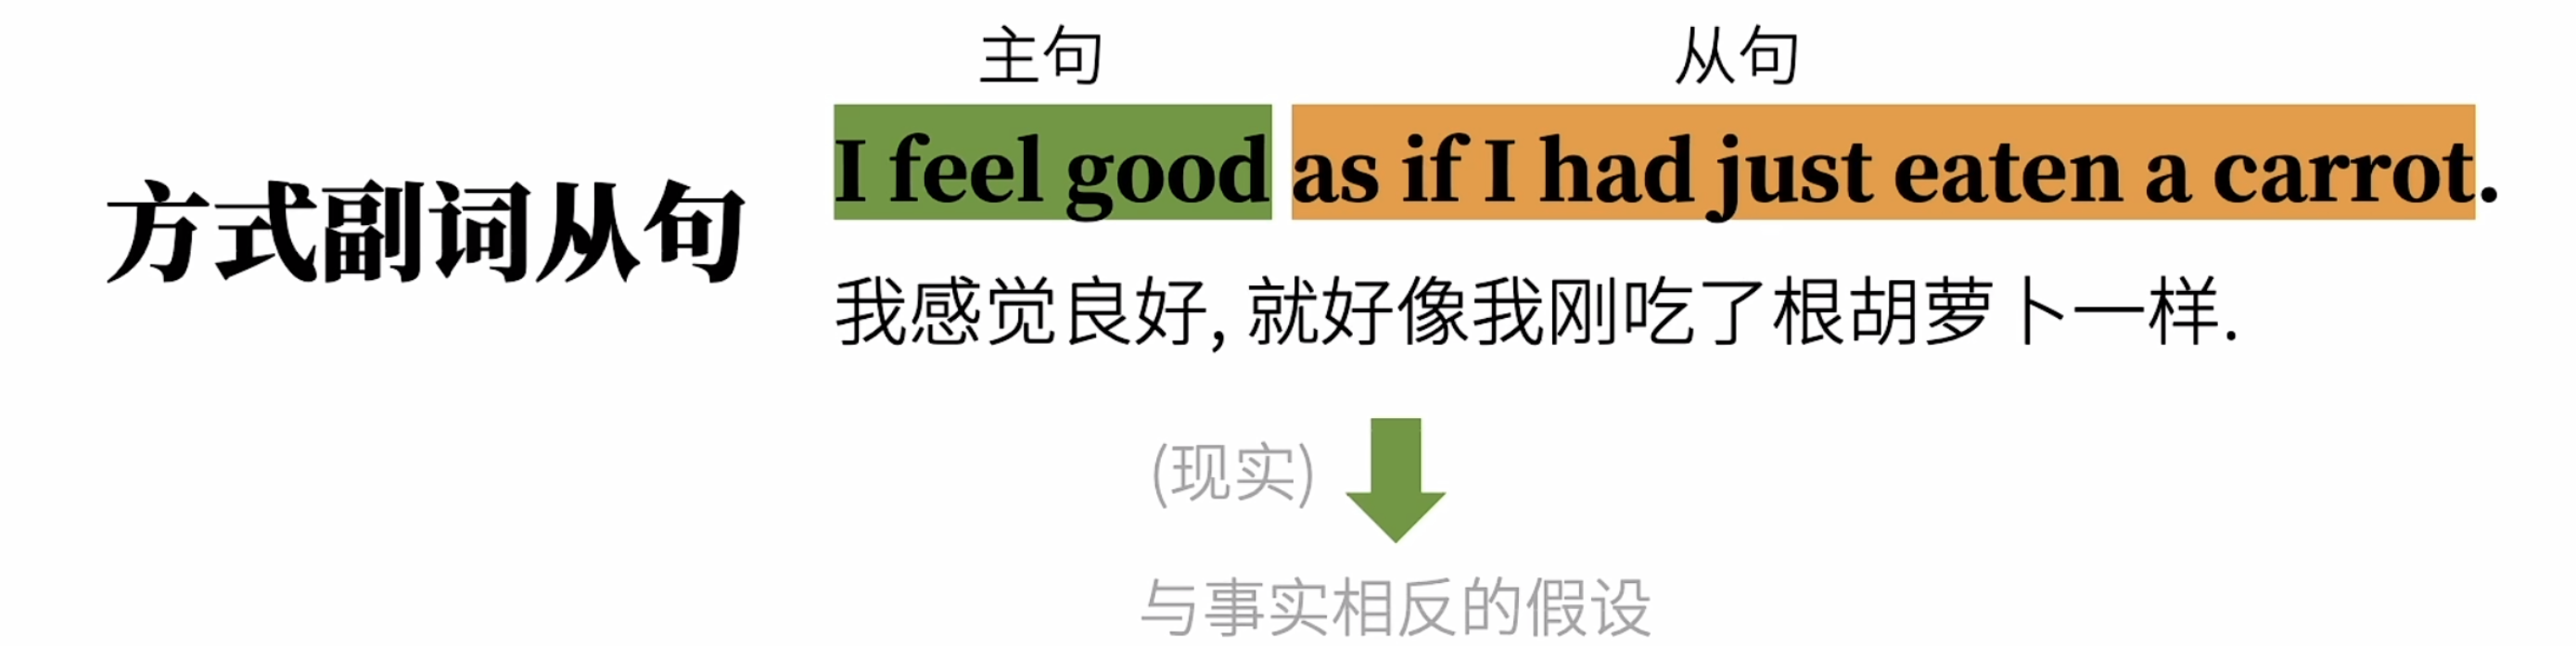 主句
从句
方式副词从句
I feel good as if I had just eaten a carrot.
我感觉良好, 就好像我刚吃了根胡萝卜一样.
(现实)
与事实相反的假设